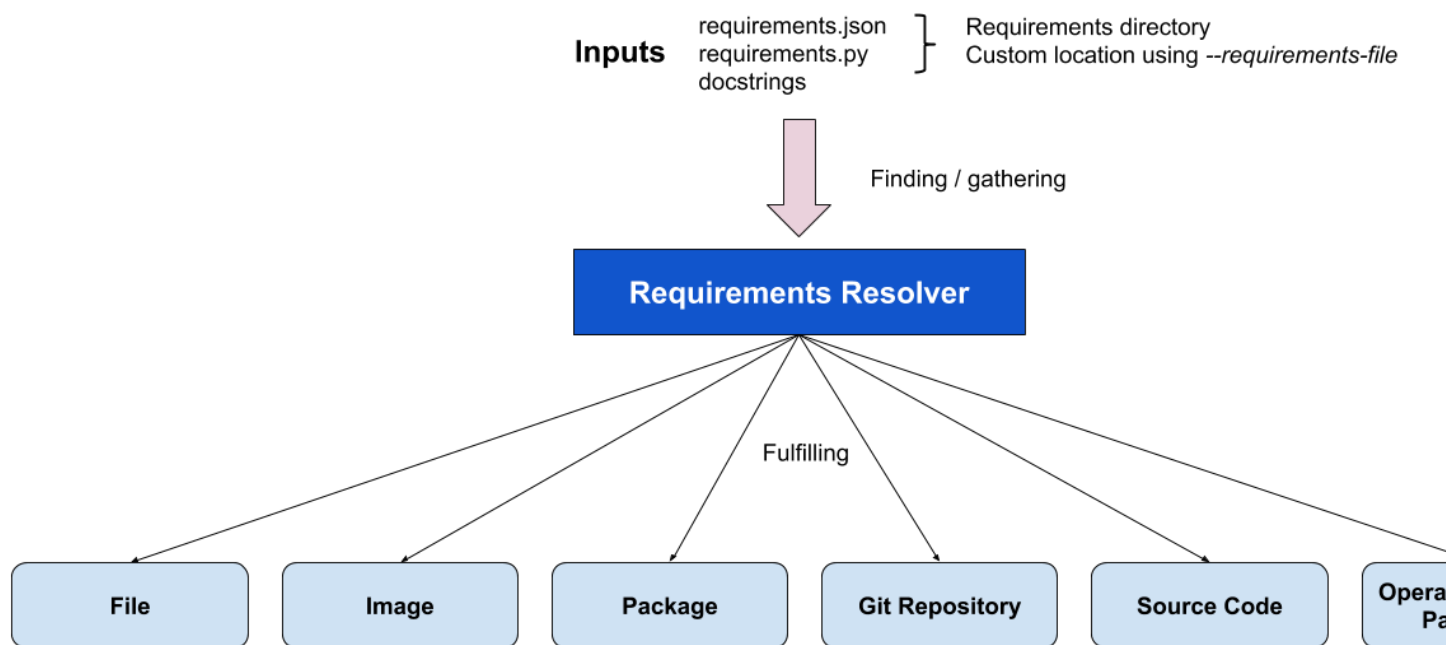 Inputs
requirements.json
requirements.py
docstrings
Requirements directory
Custom location using --requirements-file
Finding / gathering
Requirements Resolver
Fulfilling
File
Image
Package
Git Repository
Source Code